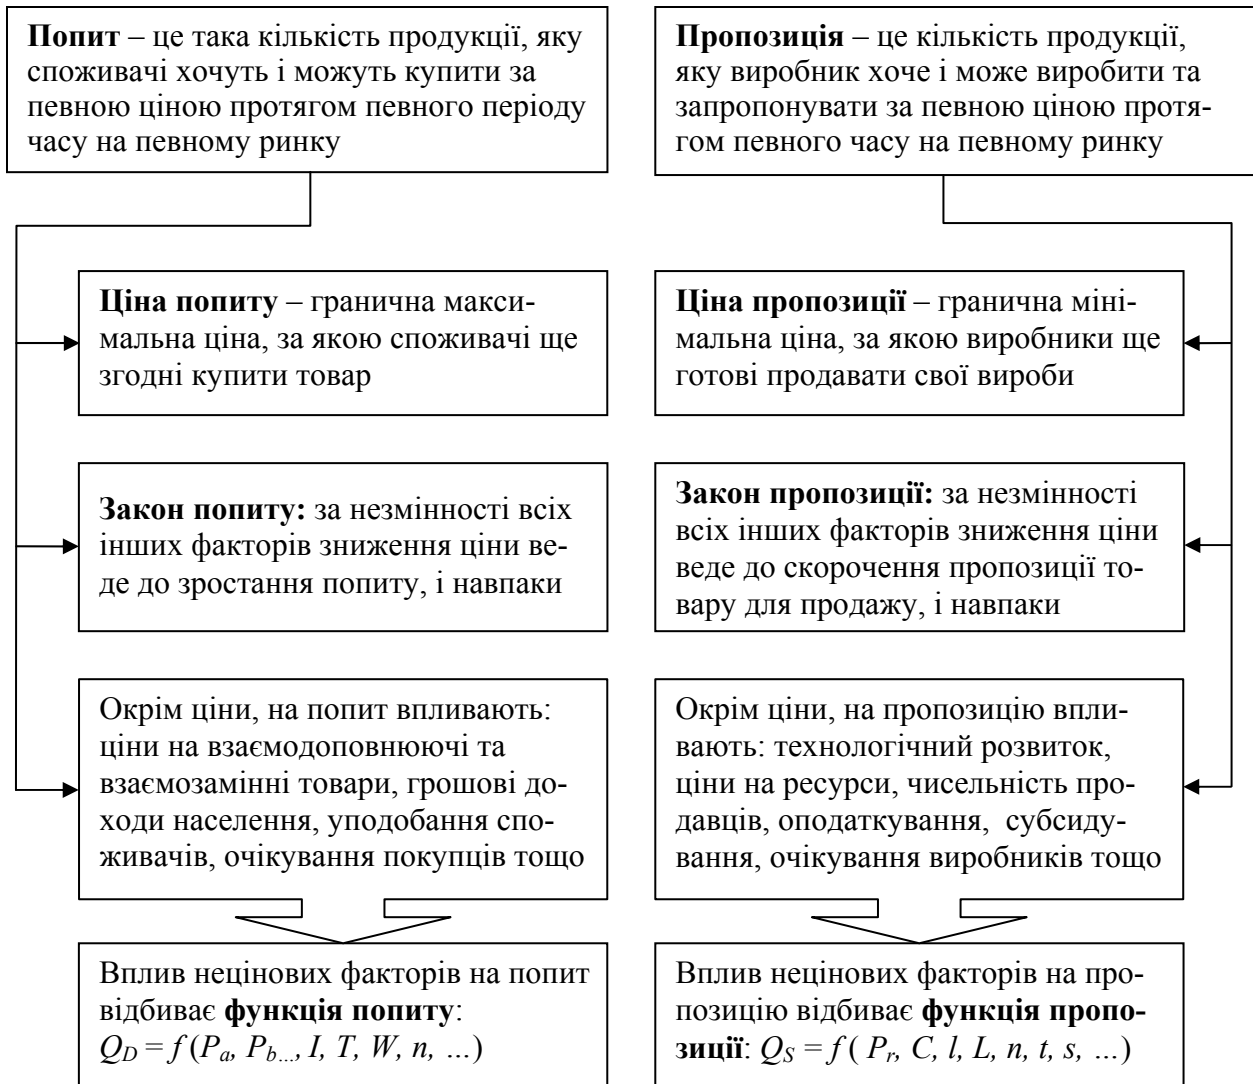 Попит – це така кількість продукції, яку
споживачі хочуть і можуть купити за
певною ціною протягом певного періоду
часу на певному ринку
Ціна попиту – гранична макси-
мальна ціна, за якою споживачі ще
згодні купити товар
Закон попиту: за незмінності всіх
інших факторів зниження ціни ве-
де до зростання попиту, і навпаки
Окрім ціни, на попит впливають:
ціни на взаємодоповнюючі та
взаємозамінні товари, грошові до-
ходи населення, уподобання спо-
живачів, очікування покупців тощо
Вплив нецінових факторів на попит
відбиває функція попиту:
Q_D = f (P_a, P_b..., I, T, W, n, …)
Пропозиція – це кількість продукції,
яку виробник хоче і може виробити та
запропонувати за певною ціною протя-
гом певного часу на певному ринку
Ціна пропозиції – гранична міні-
мальна ціна, за якою виробники ще
готові продавати свої вироби
Закон пропозиції: за незмінності
всіх інших факторів зниження ціни
веде до скорочення пропозиції то-
вару для продажу, і навпаки
Окрім ціни, на пропозицію впли-
вають: технологічний розвиток,
ціни на ресурси, чисельність про-
давців, оподаткування, субсиду-
вання, очікування виробників тощо
Вплив нецінових факторів на про-
позицію відбиває функція пропо-
зиції: Q_S = f ( P_r, C, l, L, n, t, s, …)